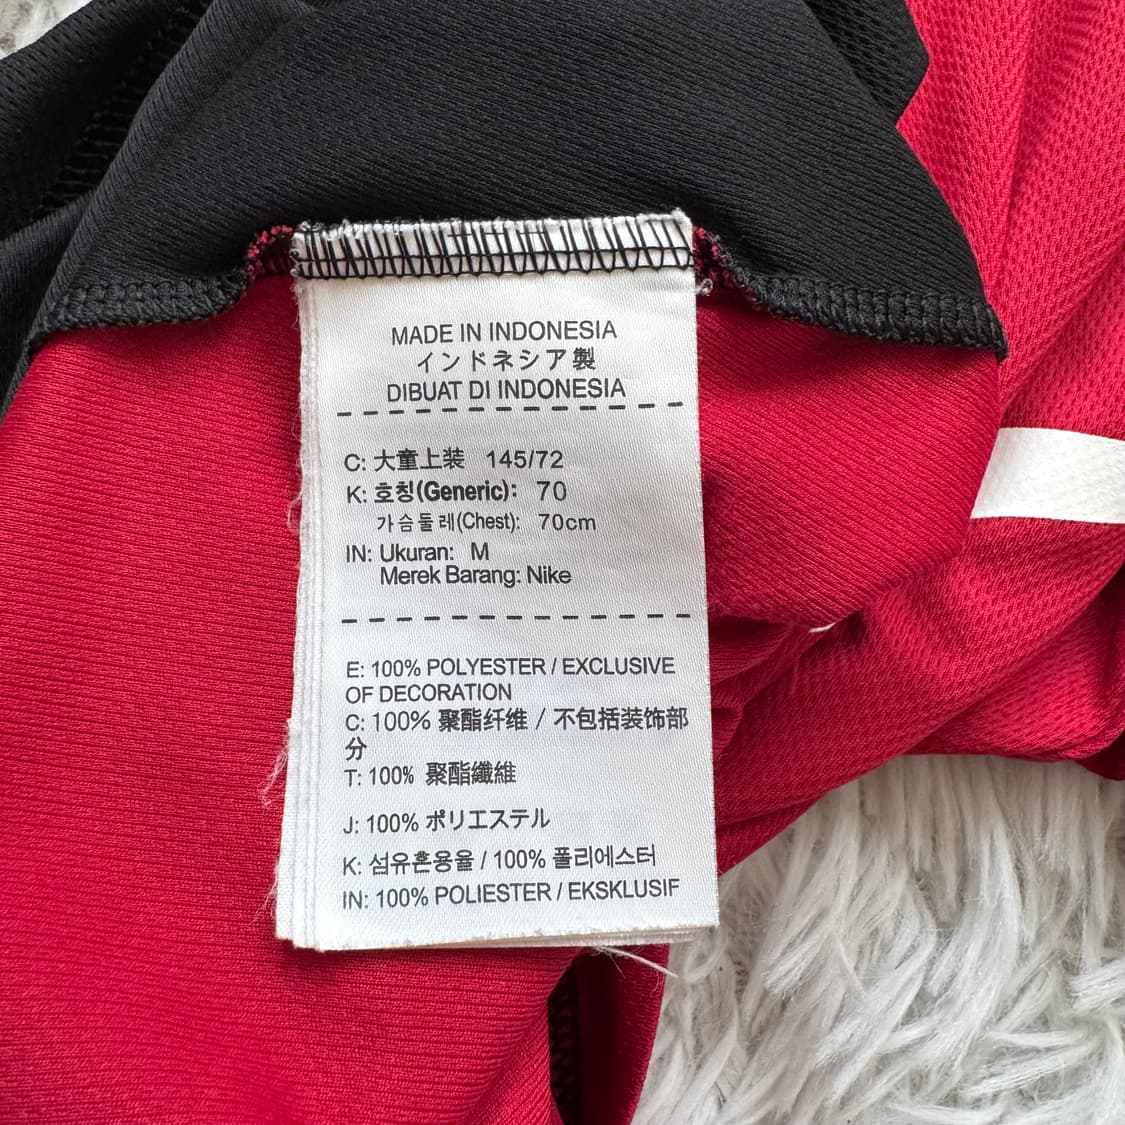 MADE IN INDONESIA
インドネシア製
DIBUAT DI INDONESIA
C: 大童上装 145/72
K: 호칭(Generic): 70
가슴둘레(Chest): 70cm
IN: Ukuran: M
Merek Barang: Nike
E: 100% POLYESTER / EXCLUSIVE
OF DECORATION
C: 100% 聚酯纤维 / 不包括装饰部
分
T: 100% 聚酯纖維
J: 100% ポリエステル
K: 섬유혼용율 / 100% 폴리에스터
IN: 100% POLIESTER / EKSKLUSIF